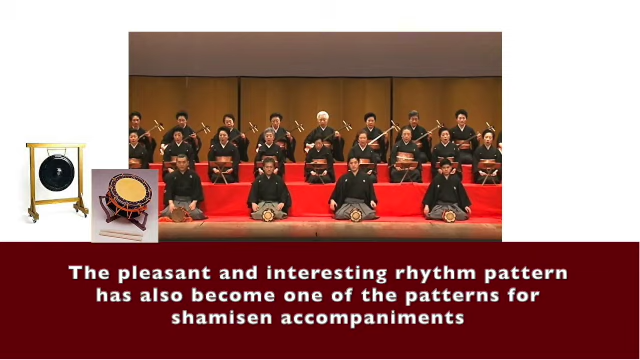 The pleasant and interesting rhythm pattern
has also become one of the patterns for
shamisen accompaniments